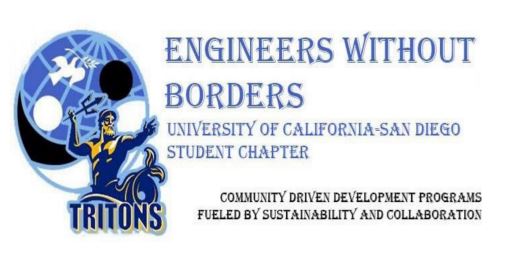 ENGINEERS WITHOUT
BORDERS
UNIVERSITY OF CALIFORNIA-SAN DIEGO
STUDENT CHAPTER
COMMUNITY DRIVEN DEVELOPMENT PROGRAMS
FUELED BY SUSTAINABILITY AND COLLABORATION
TRITONS